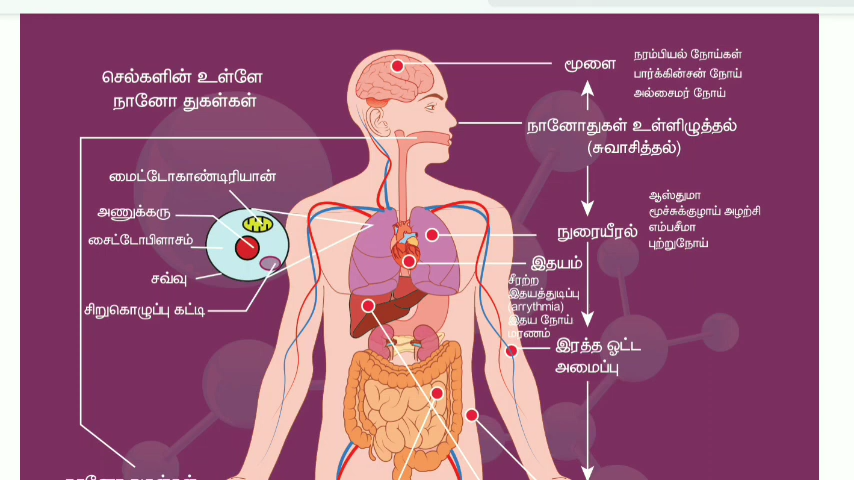 செல்களின் உள்ளே
நானோ துகள்கள்
மைட்டோகாண்டிரியான்
அணுக்கரு
சைட்டோபிளாசம்
சவ்வு
சிறுகொழுப்பு கட்டி
மூளை
நரம்பியல் நோய்கள்
பார்க்கின்சன் நோய்
அல்சைமர் நோய்
நானோதுகள் உள்ளிழுத்தல்
(சுவாசித்தல்)
நுரையீரல்
ஆஸ்துமா
மூச்சுக்குழாய் அழற்சி
எம்பசீமா
புற்றுநோய்
இதயம்
சீரற்ற
இதயத்துடிப்பு
(arrythmia)
இதய நோய்
மரணம்
இரத்த ஓட்ட
அமைப்பு